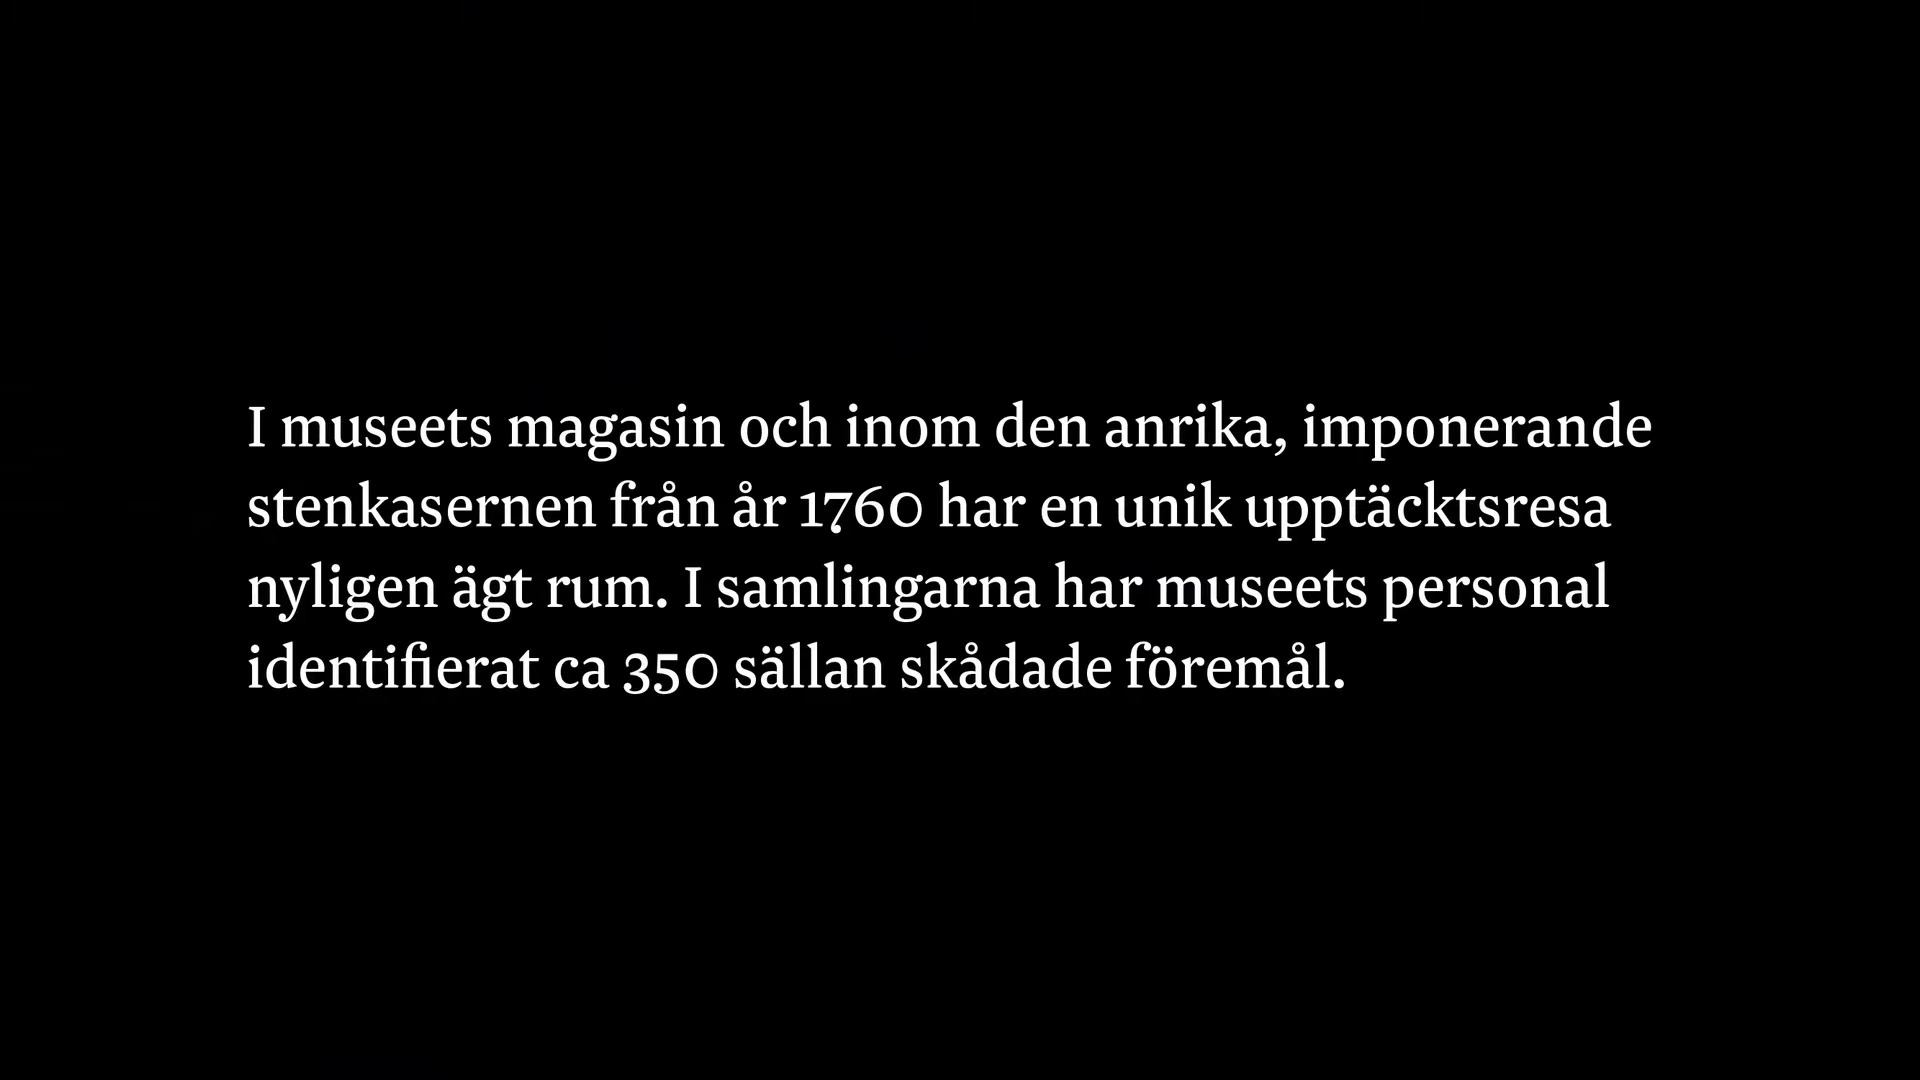 I museets magasin och inom den anrika, imponerande
stenkasernen från år 1760 har en unik upptäcktsresa
nyligen ägt rum. I samlingarna har museets personal
identifierat ca 350 sällan skådade föremål.